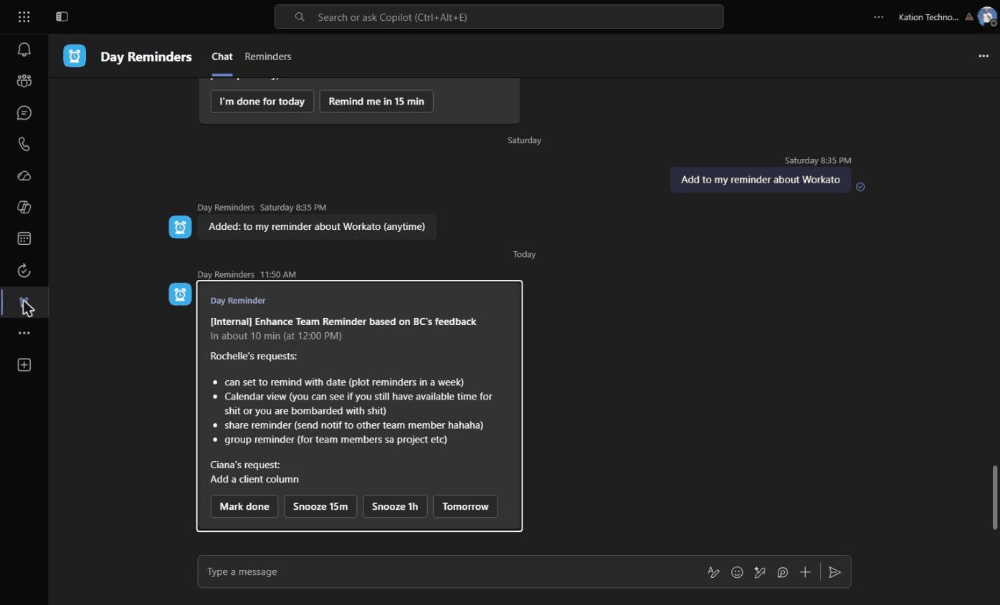 Search or ask Copilot (Ctrl+Alt+E)
Kation Techno...
Day Reminders
Chat
Reminders
I'm done for today
Remind me in 15 min
Saturday
Saturday 8:35 PM
Add to my reminder about Workato
Day Reminders Saturday 8:35 PM
Added: to my reminder about Workato (anytime)
Today
Day Reminders 11:50 AM
Day Reminder
[Internal] Enhance Team Reminder based on BC's feedback
In about 10 min (at 12:00 PM)
Rochelle's requests:
• can set to remind with date (plot reminders in a week)
• Calendar view (you can see if you still have available time for
shit or you are bombarded with shit)
• share reminder (send notif to other team member hahaha)
• group reminder (for team members sa project etc)
Ciana's request:
Add a client column
Mark done
Snooze 15m
Snooze 1h
Tomorrow
Type a message